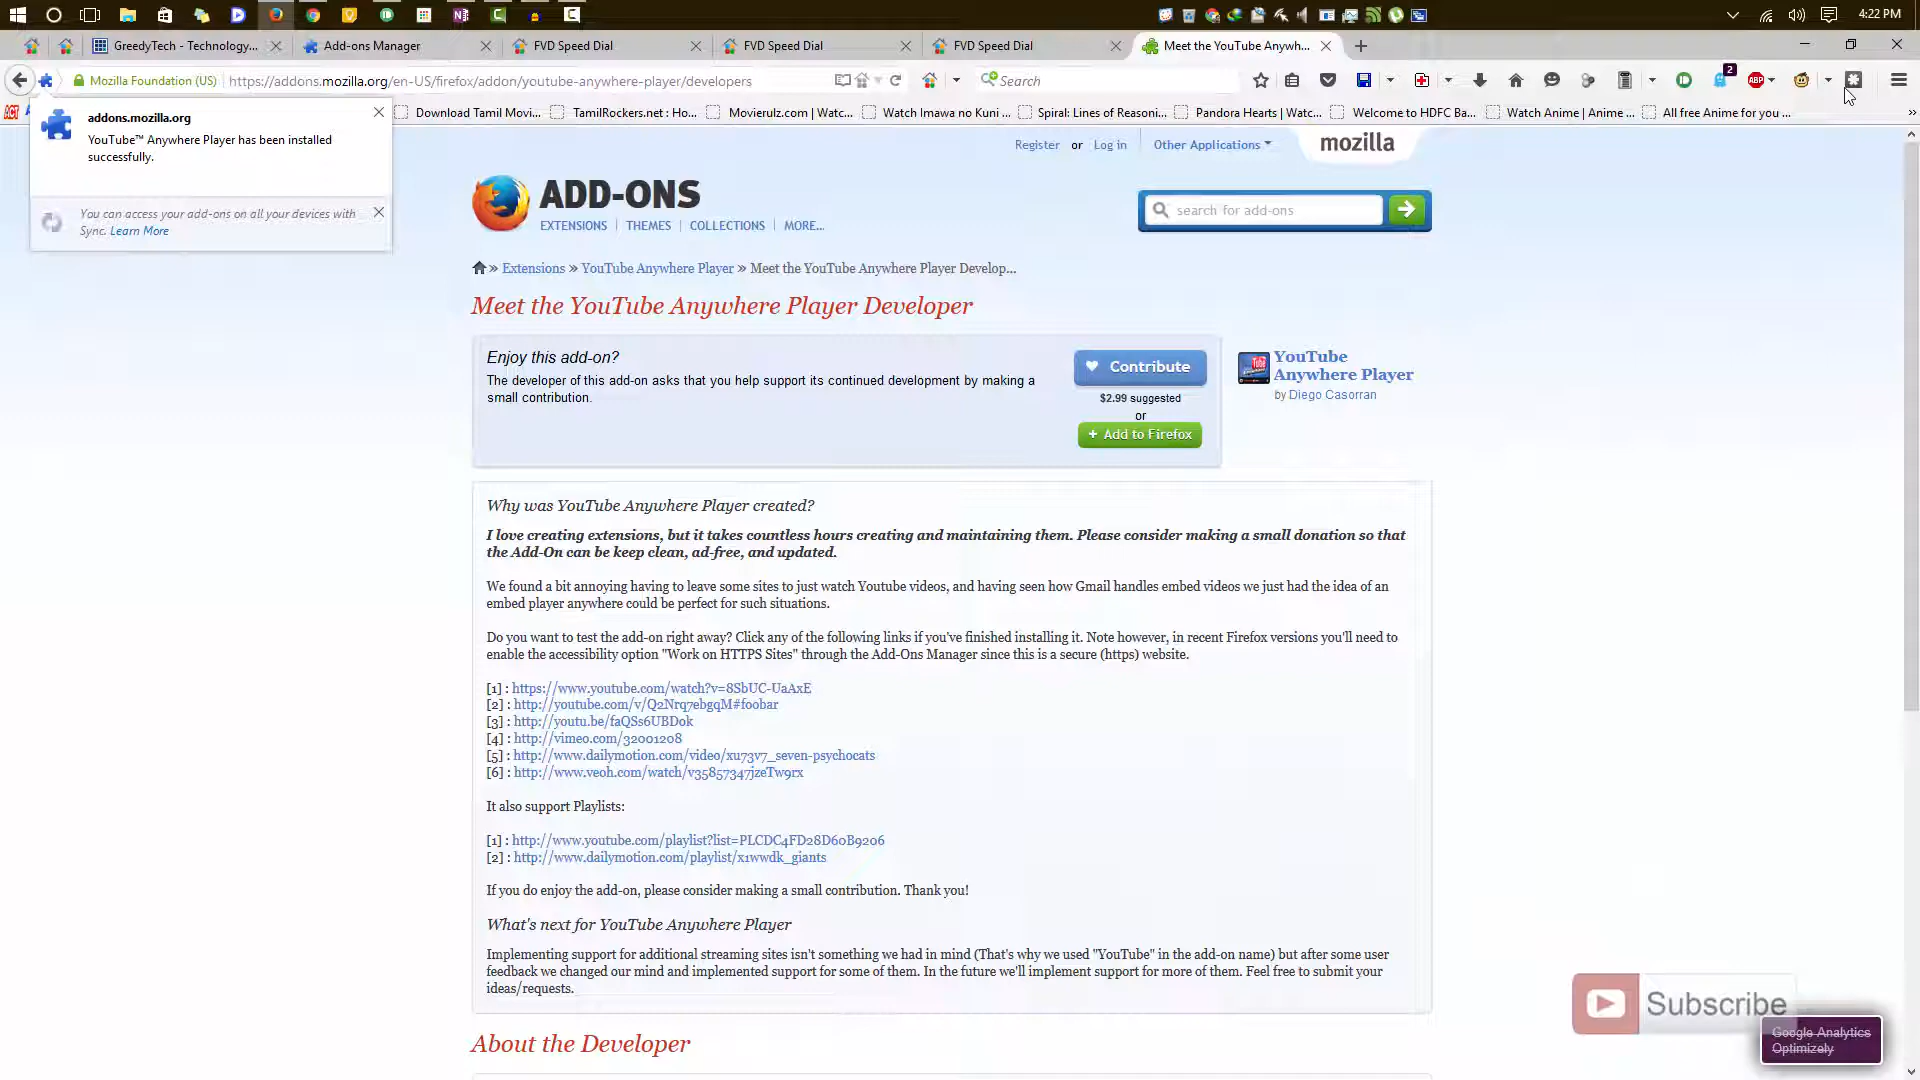 4:22 PM
GreedyTech - Technology...
Add-ons Manager
FVD Speed Dial
FVD Speed Dial
FVD Speed Dial
Meet the YouTube Anywh...
Mozilla Foundation (US)
https://addons.mozilla.org/en-US/firefox/addon/youtube-anywhere-player/developers
Search
2
ABP
ACT
Download Tamil Movi...
TamilRockers.net : Ho...
Movierulz.com | Watc...
Watch Imawa no Kuni ...
Spiral: Lines of Reasoni...
Pandora Hearts | Watc...
Welcome to HDFC Ba...
Watch Anime | Anime ...
All free Anime for you ...
addons.mozilla.org
YouTube™ Anywhere Player has been installed
successfully.
You can access your add-ons on all your devices with
Sync. Learn More
Register or Log in
Other Applications
mozilla
ADD-ONS
EXTENSIONS | THEMES | COLLECTIONS | MORE...
search for add-ons
» Extensions » YouTube Anywhere Player » Meet the YouTube Anywhere Player Develop...
Meet the YouTube Anywhere Player Developer
Enjoy this add-on?
The developer of this add-on asks that you help support its continued development by making a
small contribution.
Contribute
$2.99 suggested
or
+ Add to Firefox
YouTube
Anywhere Player
by Diego Casorran
Why was YouTube Anywhere Player created?
I love creating extensions, but it takes countless hours creating and maintaining them. Please consider making a small donation so that
the Add-On can be keep clean, ad-free, and updated.
We found a bit annoying having to leave some sites to just watch Youtube videos, and having seen how Gmail handles embed videos we just had the idea of an
embed player anywhere could be perfect for such situations.
Do you want to test the add-on right away? Click any of the following links if you've finished installing it. Note however, in recent Firefox versions you'll need to
enable the accessibility option "Work on HTTPS Sites" through the Add-Ons Manager since this is a secure (https) website.
[1] : https://www.youtube.com/watch?v=8SbUC-UaAxE
[2] : http://youtube.com/v/Q2Nrq7ebgqM#foobar
[3] : http://youtu.be/faQSs6UBDok
[4] : http://vimeo.com/32001208
[5] : http://www.dailymotion.com/video/xu73v7_seven-psychocats
[6] : http://www.veoh.com/watch/v35857347jzeTw9rx
It also support Playlists:
[1] : http://www.youtube.com/playlist?list=PLCDC4FD28D60B9206
[2] : http://www.dailymotion.com/playlist/x1wwdk_giants
If you do enjoy the add-on, please consider making a small contribution. Thank you!
What's next for YouTube Anywhere Player
Implementing support for additional streaming sites isn't something we had in mind (That's why we used "YouTube" in the add-on name) but after some user
feedback we changed our mind and implemented support for some of them. In the future we'll implement support for more of them. Feel free to submit your
ideas/requests.
Subscribe
Google Analytics
Optimizely
About the Developer